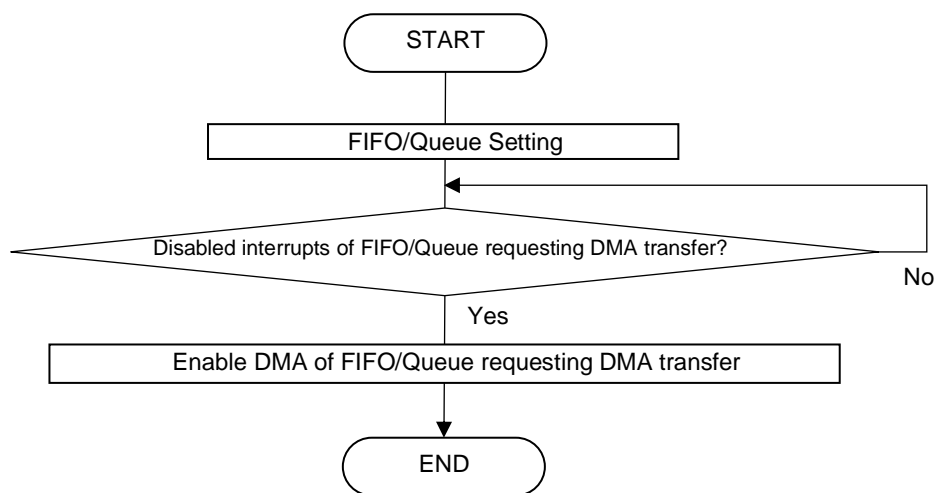 START
FIFO/Queue Setting
Disabled interrupts of FIFO/Queue requesting DMA transfer?
No
Yes
Enable DMA of FIFO/Queue requesting DMA transfer
END